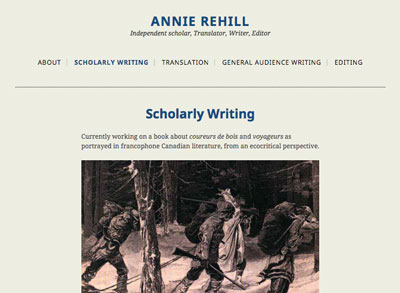 ANNIE REHILL
Independent scholar, Translator, Writer, Editor
ABOUT | SCHOLARLY WRITING | TRANSLATION | GENERAL AUDIENCE WRITING | EDITING
Scholarly Writing
Currently working on a book about coureurs de bois and voyageurs as
portrayed in francophone Canadian literature, from an ecocritical perspective.